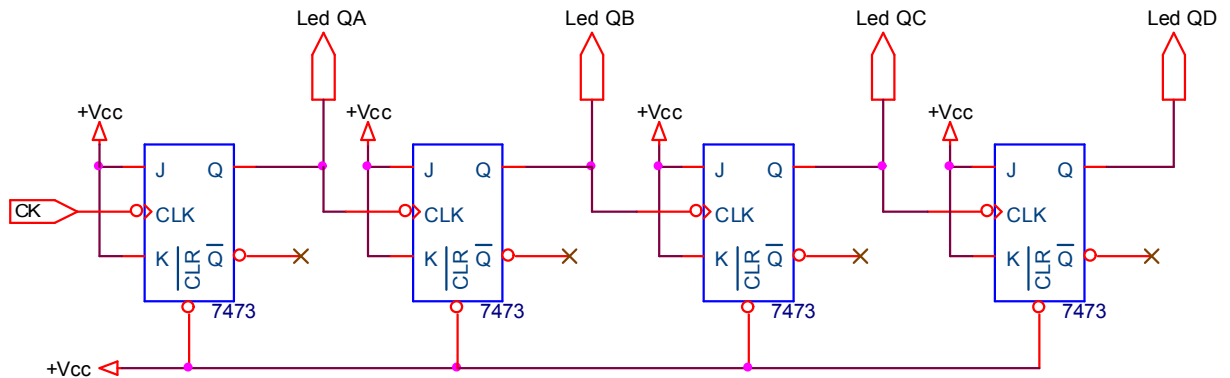 Led QA
Led QB
Led QC
Led QD
+Vcc
+Vcc
+Vcc
+Vcc
J Q
J Q
J Q
J Q
CK
CLK
CLK
CLK
CLK
K CLR Q
K CLR Q
K CLR Q
K CLR Q
7473
7473
7473
7473
+Vcc